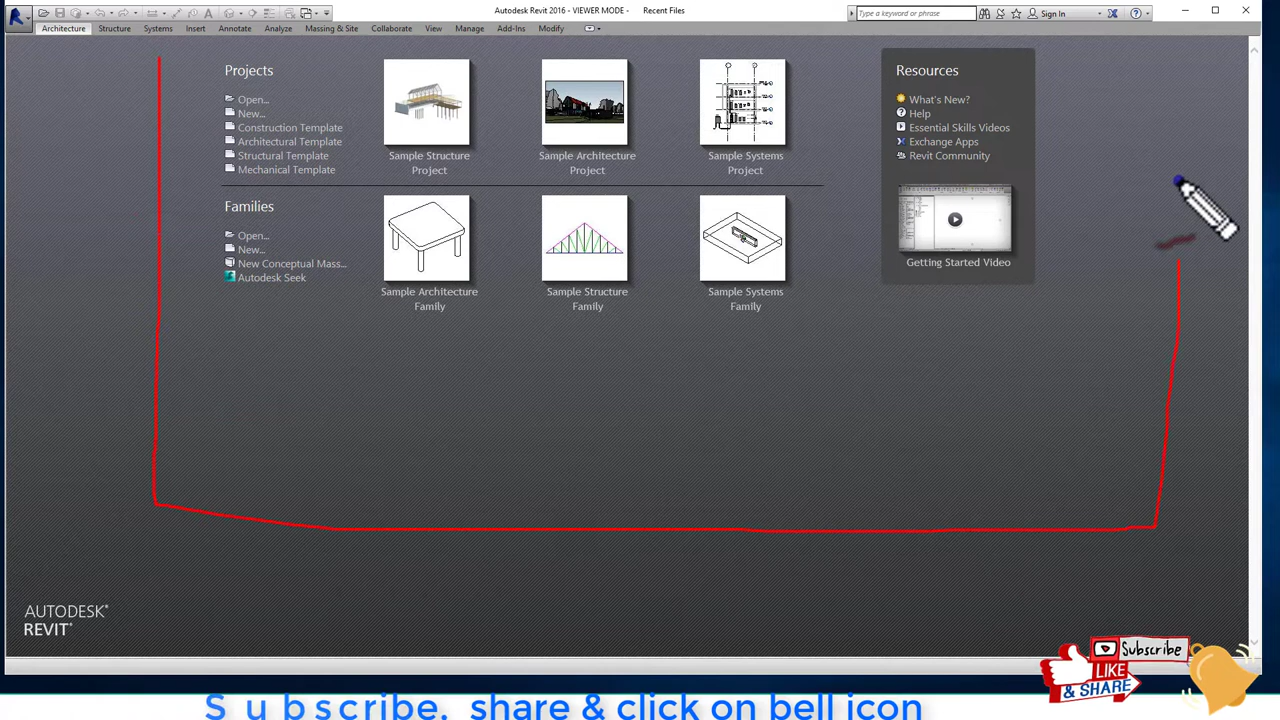 Autodesk Revit 2016 - VIEWER MODE - Recent Files
Type a keyword or phrase
Sign In
Architecture Structure Systems Insert Annotate Analyze Massing & Site Collaborate View Manage Add-Ins Modify
Projects
Open...
New...
Construction Template
Architectural Template
Structural Template
Mechanical Template
Sample Structure
Project
Sample Architecture
Project
Sample Systems
Project
Families
Open...
New...
New Conceptual Mass...
Autodesk Seek
Sample Architecture
Family
Sample Structure
Family
Sample Systems
Family
Resources
What's New?
Help
Essential Skills Videos
Exchange Apps
Revit Community
Getting Started Video
AUTODESK®
REVIT®
Subscribe
LIKE
& SHARE
Subscribe, share & click on bell icon